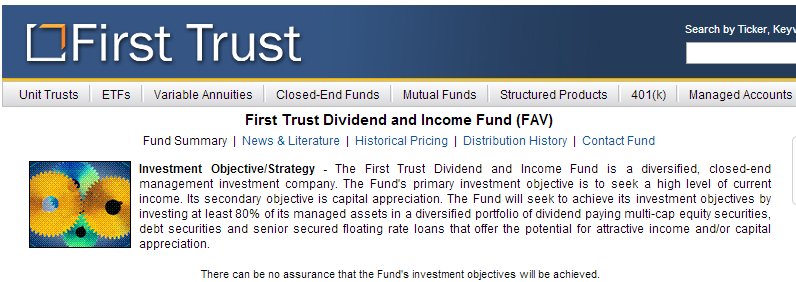 First Trust
Search by Ticker,
Unit Trusts ETFs Variable Annuities Closed-End Funds Mutual Funds Structured Products 401(k) Managed Accounts
First Trust Dividend and Income Fund (FAV)
Fund Summary | News & Literature | Historical Pricing | Distribution History | Contact Fund
Investment Objective/Strategy - The First Trust Dividend and Income Fund is a diversified, closed-end
management investment company. The Fund's primary investment objective is to seek a high level of current
income. Its secondary objective is capital appreciation. The Fund will seek to achieve its investment objectives by
investing at least 80% of its managed assets in a diversified portfolio of dividend paying multi-cap equity securities,
debt securities and senior secured floating rate loans that offer the potential for attractive income and/or capital
appreciation.
There can be no assurance that the Fund's investment objectives will be achieved.